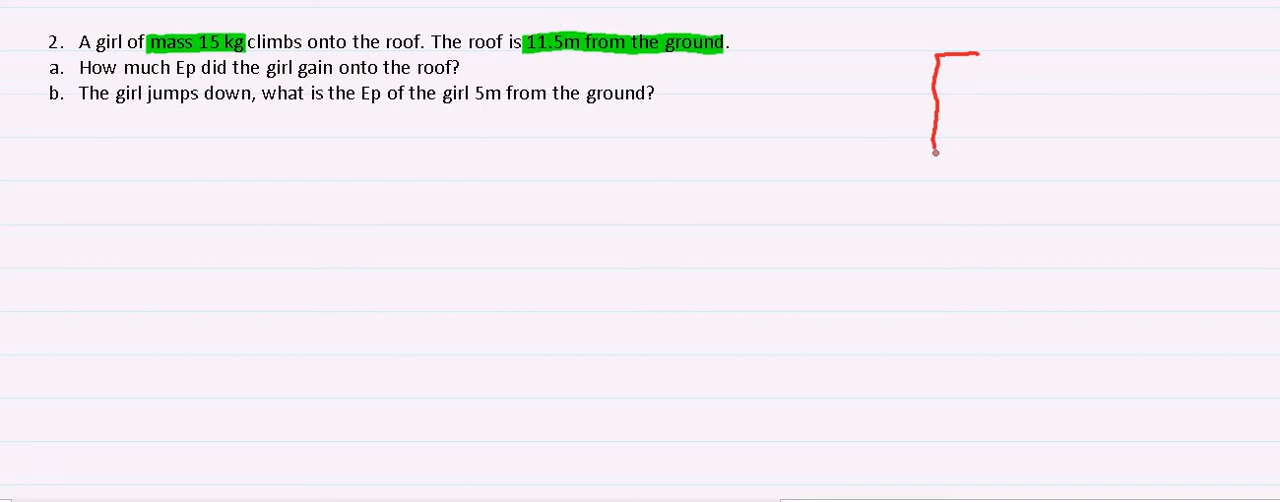 2. A girl of mass 15 kg climbs onto the roof. The roof is 11.5m from the ground.
a. How much Ep did the girl gain onto the roof?
b. The girl jumps down, what is the Ep of the girl 5m from the ground?